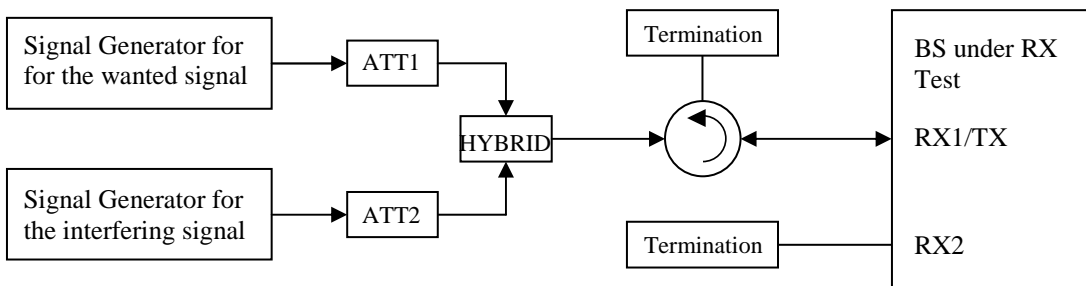 Signal Generator for
for the wanted signal
ATT1
Termination
BS under RX
Test
HYBRID
RX1/TX
Signal Generator for
the interfering signal
ATT2
Termination
RX2